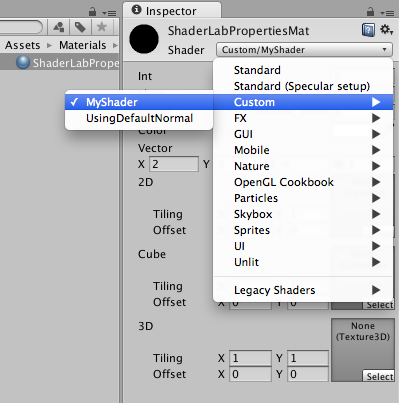 Inspector
ShaderLabPropertiesMat
Shader Custom/MyShader
Assets Materials
ShaderLabPrope
Standard
Standard (Specular setup)
Custom
MyShader
UsingDefaultNormal
FX
GUI
Mobile
Nature
OpenGL Cookbook
Particles
Skybox
Sprites
UI
Unlit
Legacy Shaders
Int
Color
Vector
X 2 Y
2D
Tiling X
Offset X
Cube
Tiling X
Offset X 0 Y 0 Select
3D None
(Texture3D)
Tiling X 1 Y 1
Offset X 0 Y 0 Select